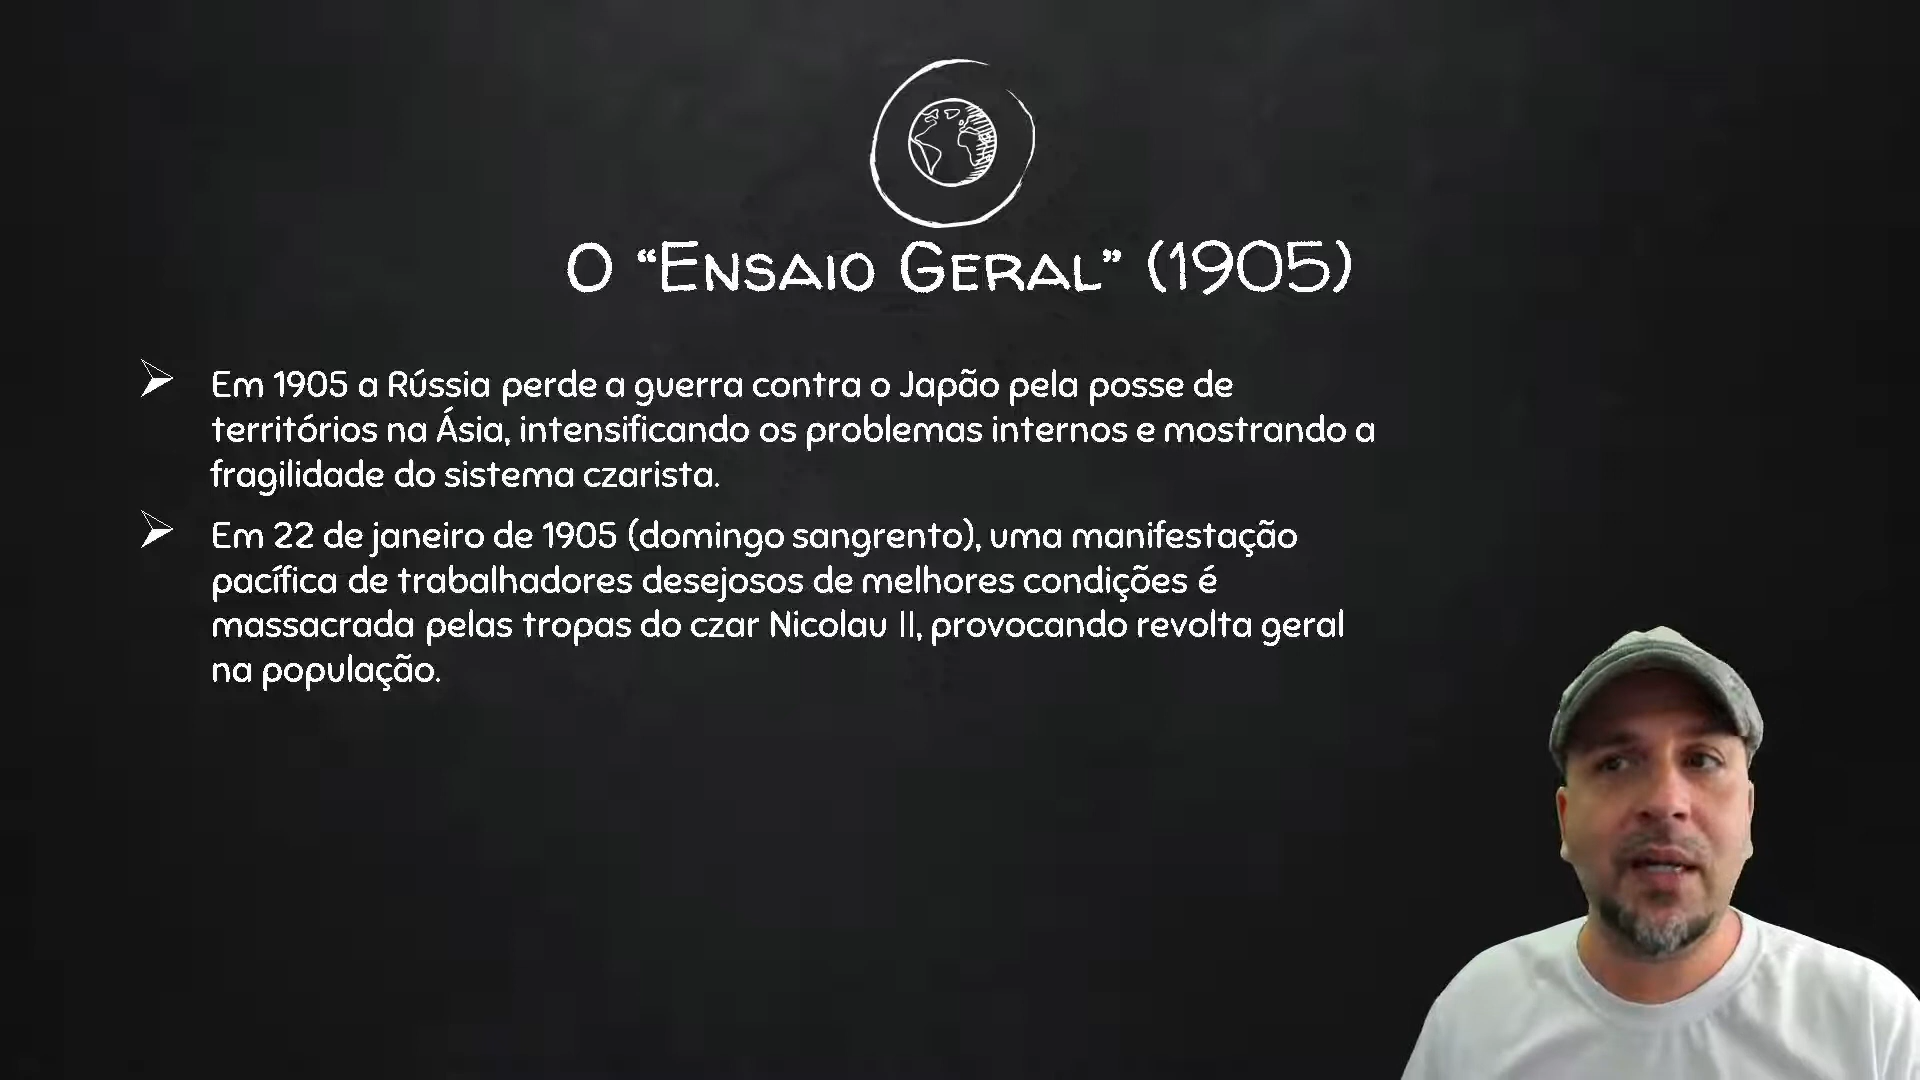 O “Ensaio Geral” (1905)
Em 1905 a Rússia perde a guerra contra o Japão pela posse de
territórios na Ásia, intensificando os problemas internos e mostrando a
fragilidade do sistema czarista.
Em 22 de janeiro de 1905 (domingo sangrento), uma manifestação
pacífica de trabalhadores desejosos de melhores condições é
massacrada pelas tropas do czar Nicolau II, provocando revolta geral
na população.